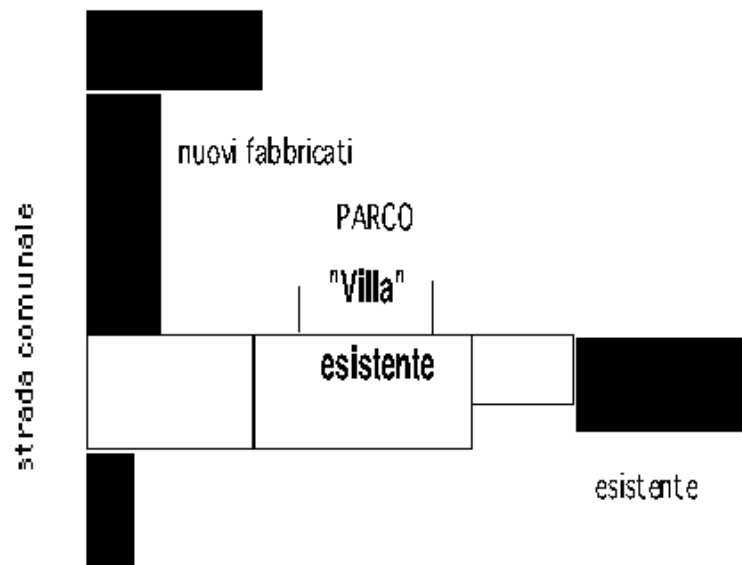 nuovi fabbricati
PARCO
"Villa"
esistente
strada comunale
esistente